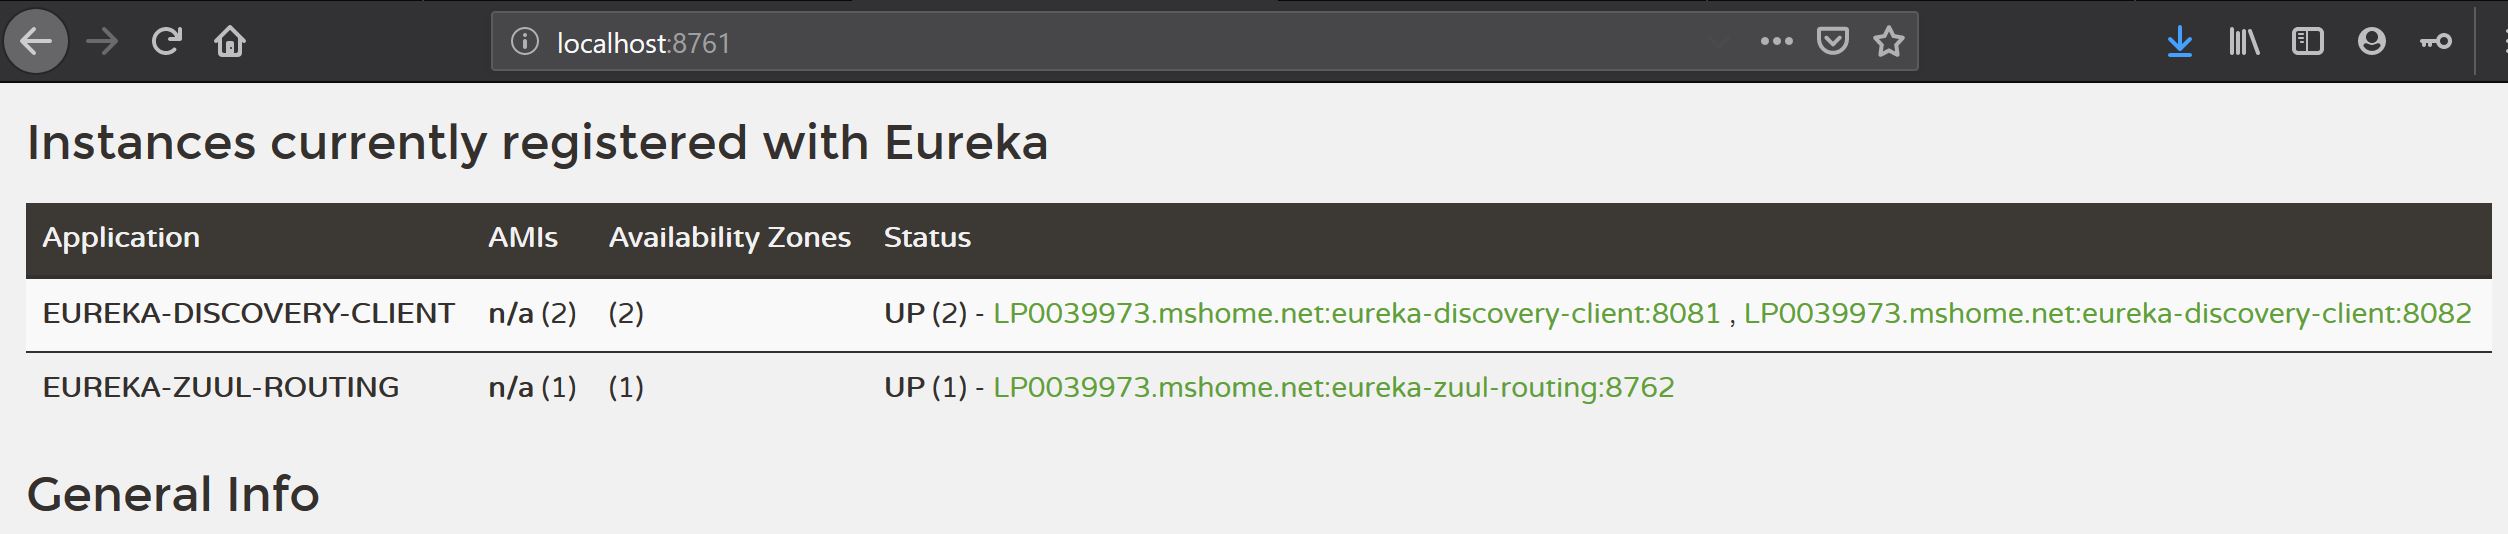 localhost:8761
Instances currently registered with Eureka
Application AMIs Availability Zones Status
EUREKA-DISCOVERY-CLIENT n/a (2) (2) UP (2) - LP0039973.mshome.net:eureka-discovery-client:8081 , LP0039973.mshome.net:eureka-discovery-client:8082
EUREKA-ZUUL-ROUTING n/a (1) (1) UP (1) - LP0039973.mshome.net:eureka-zuul-routing:8762
General Info